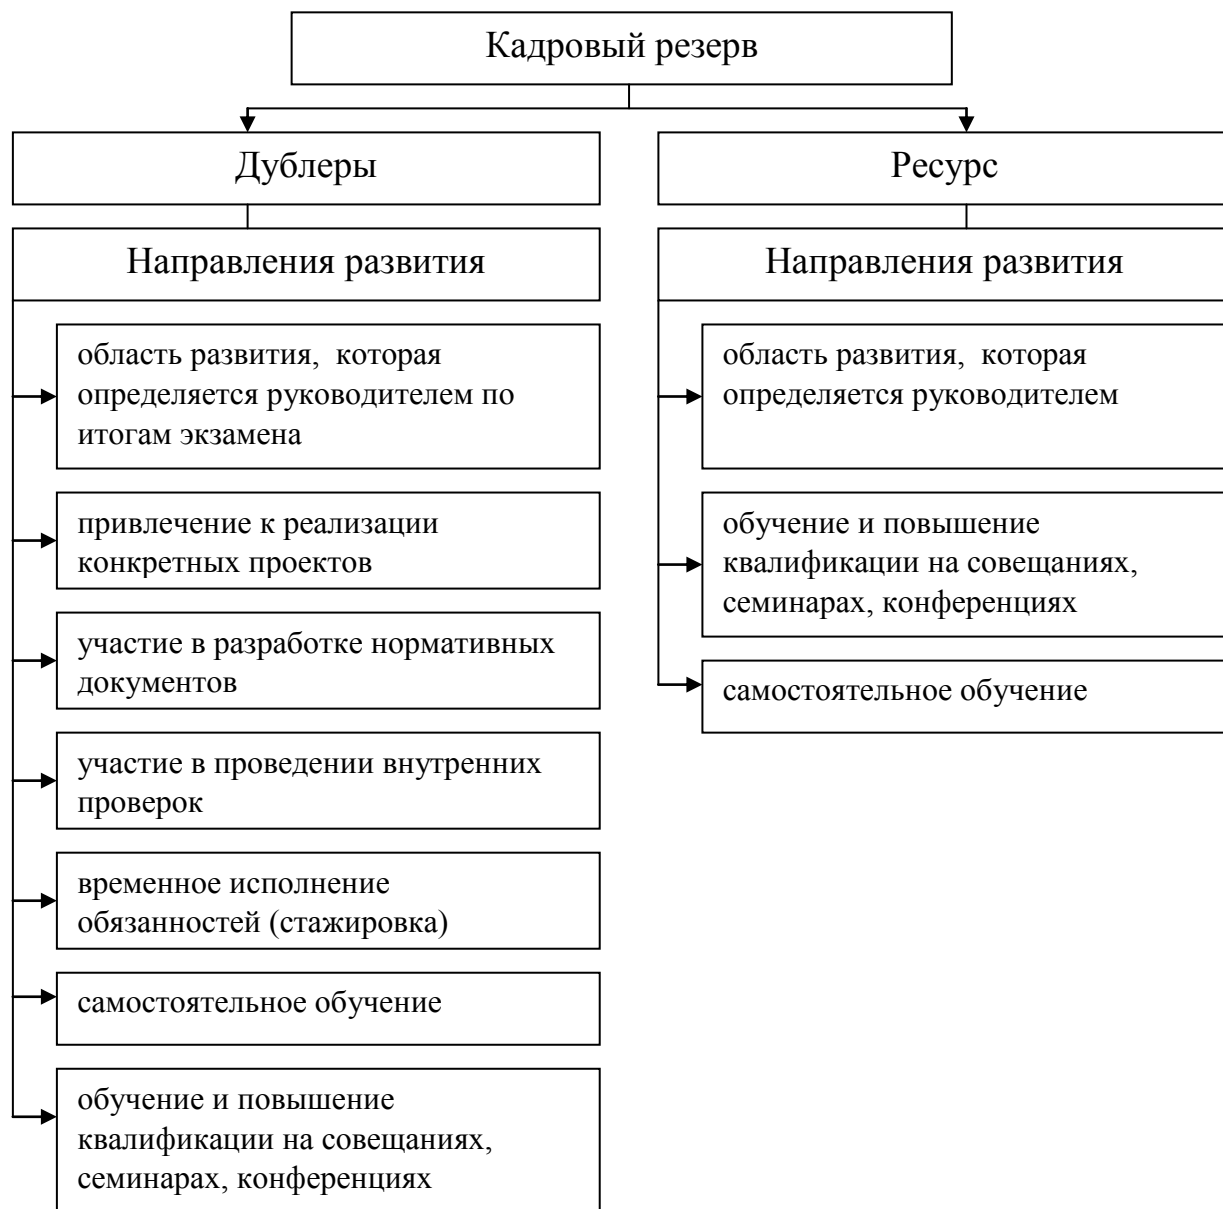 Кадровый резерв
Дублеры
Направления развития
область развития,  которая
определяется руководителем по
итогам экзамена
привлечение к реализации
конкретных проектов
участие в разработке нормативных
документов
участие в проведении внутренних
проверок
временное исполнение
обязанностей (стажировка)
самостоятельное обучение
обучение и повышение
квалификации на совещаниях,
семинарах, конференциях
Ресурс
Направления развития
область развития,  которая
определяется руководителем
обучение и повышение
квалификации на совещаниях,
семинарах, конференциях
самостоятельное обучение